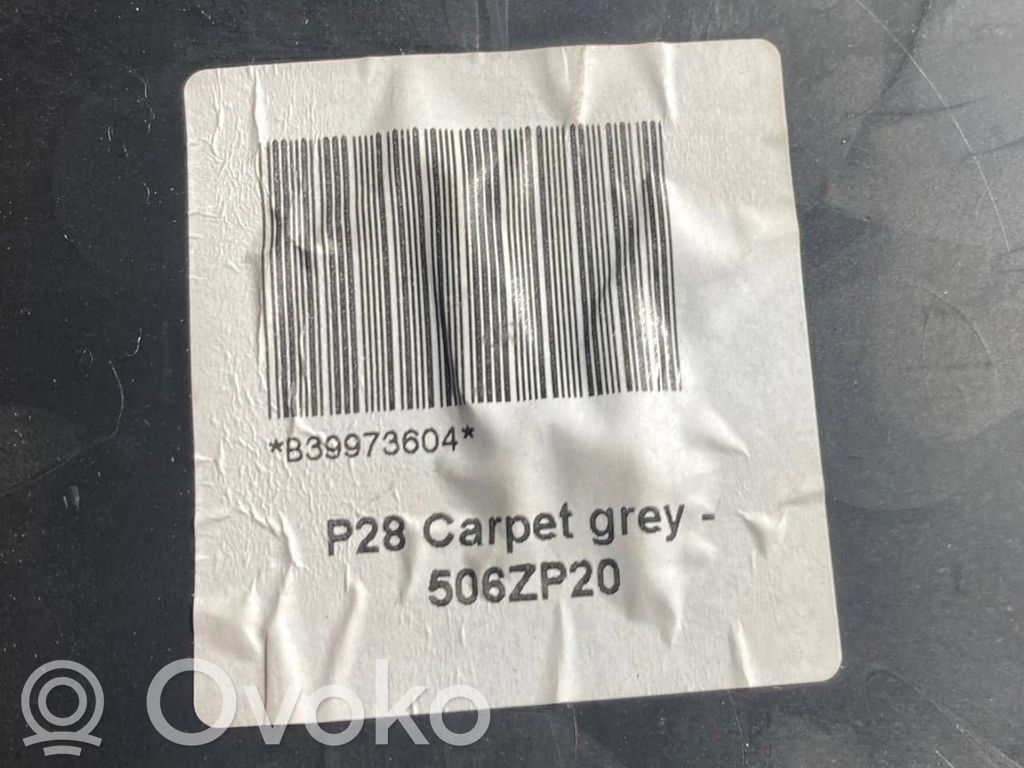 *B39973604*
P28 Carpet grey -
506ZP20
Ovoko